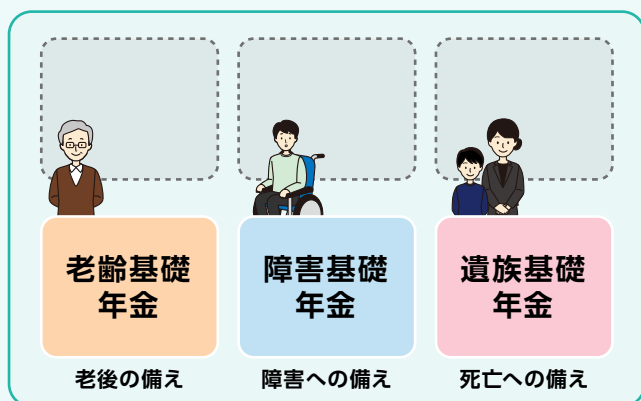 老齢基礎
年金
障害基礎
年金
遺族基礎
年金
老後の備え
障害への備え
死亡への備え